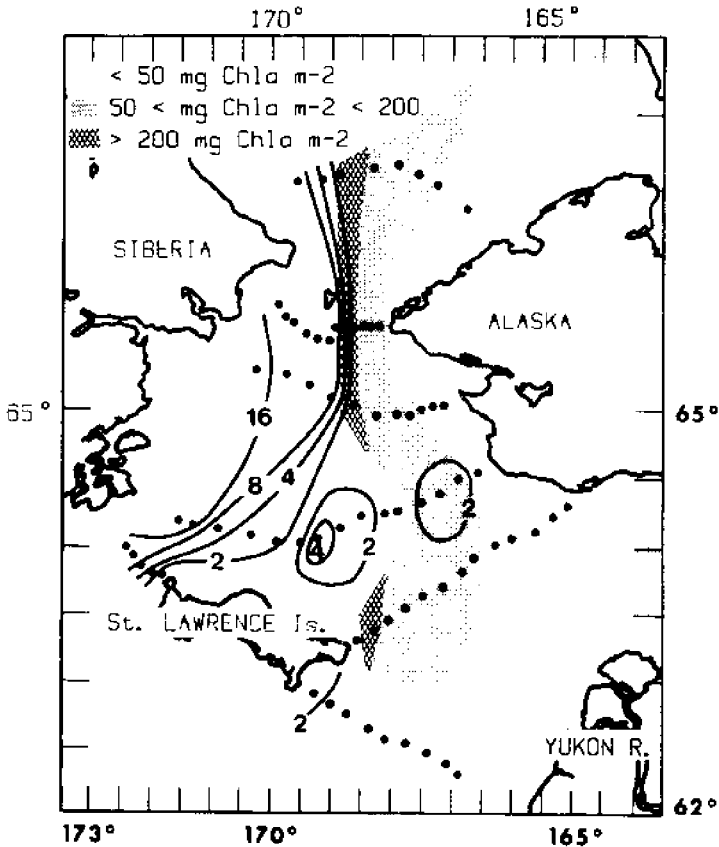 170° 165°
< 50 mg Chla m-2
50 < mg Chla m-2 < 200
> 200 mg Chla m-2
SIBERIA
ALASKA
65° 65°
16
8 4
2
4 2 2
St. LAWRENCE Is.
2
YUKON R.
62°
173° 170° 165°